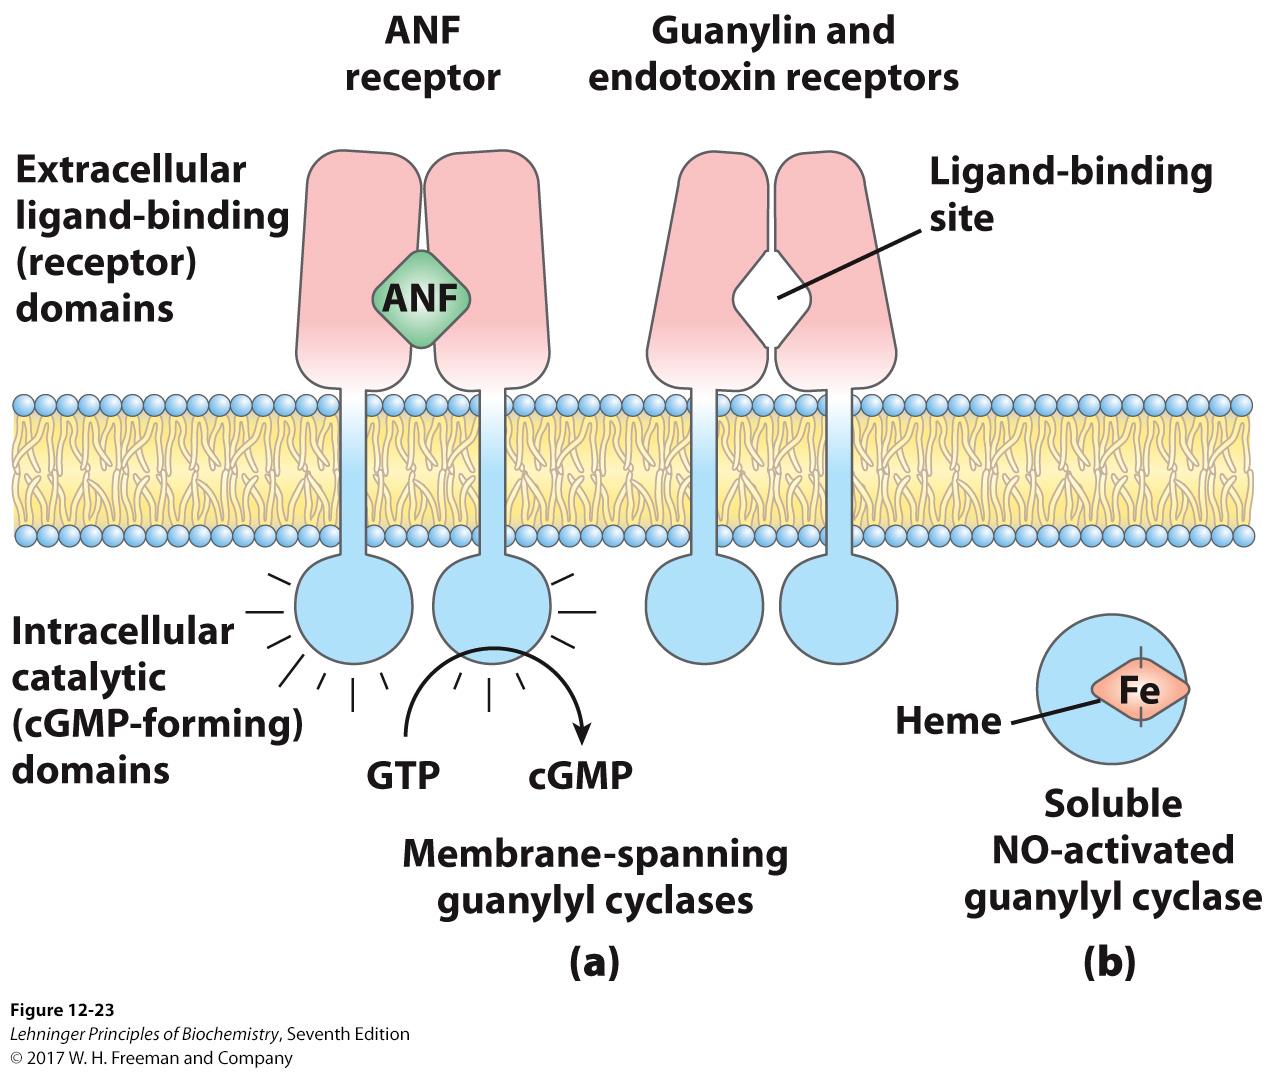 ANF
receptor
Guanylin and
endotoxin receptors
Extracellular
ligand-binding
(receptor)
domains
Ligand-binding
site
ANF
Intracellular
catalytic
(cGMP-forming)
domains
GTP
cGMP
Heme
Fe
Membrane-spanning
guanylyl cyclases
(a)
Soluble
NO-activated
guanylyl cyclase
(b)
Figure 12-23
Lehninger Principles of Biochemistry, Seventh Edition
© 2017 W. H. Freeman and Company